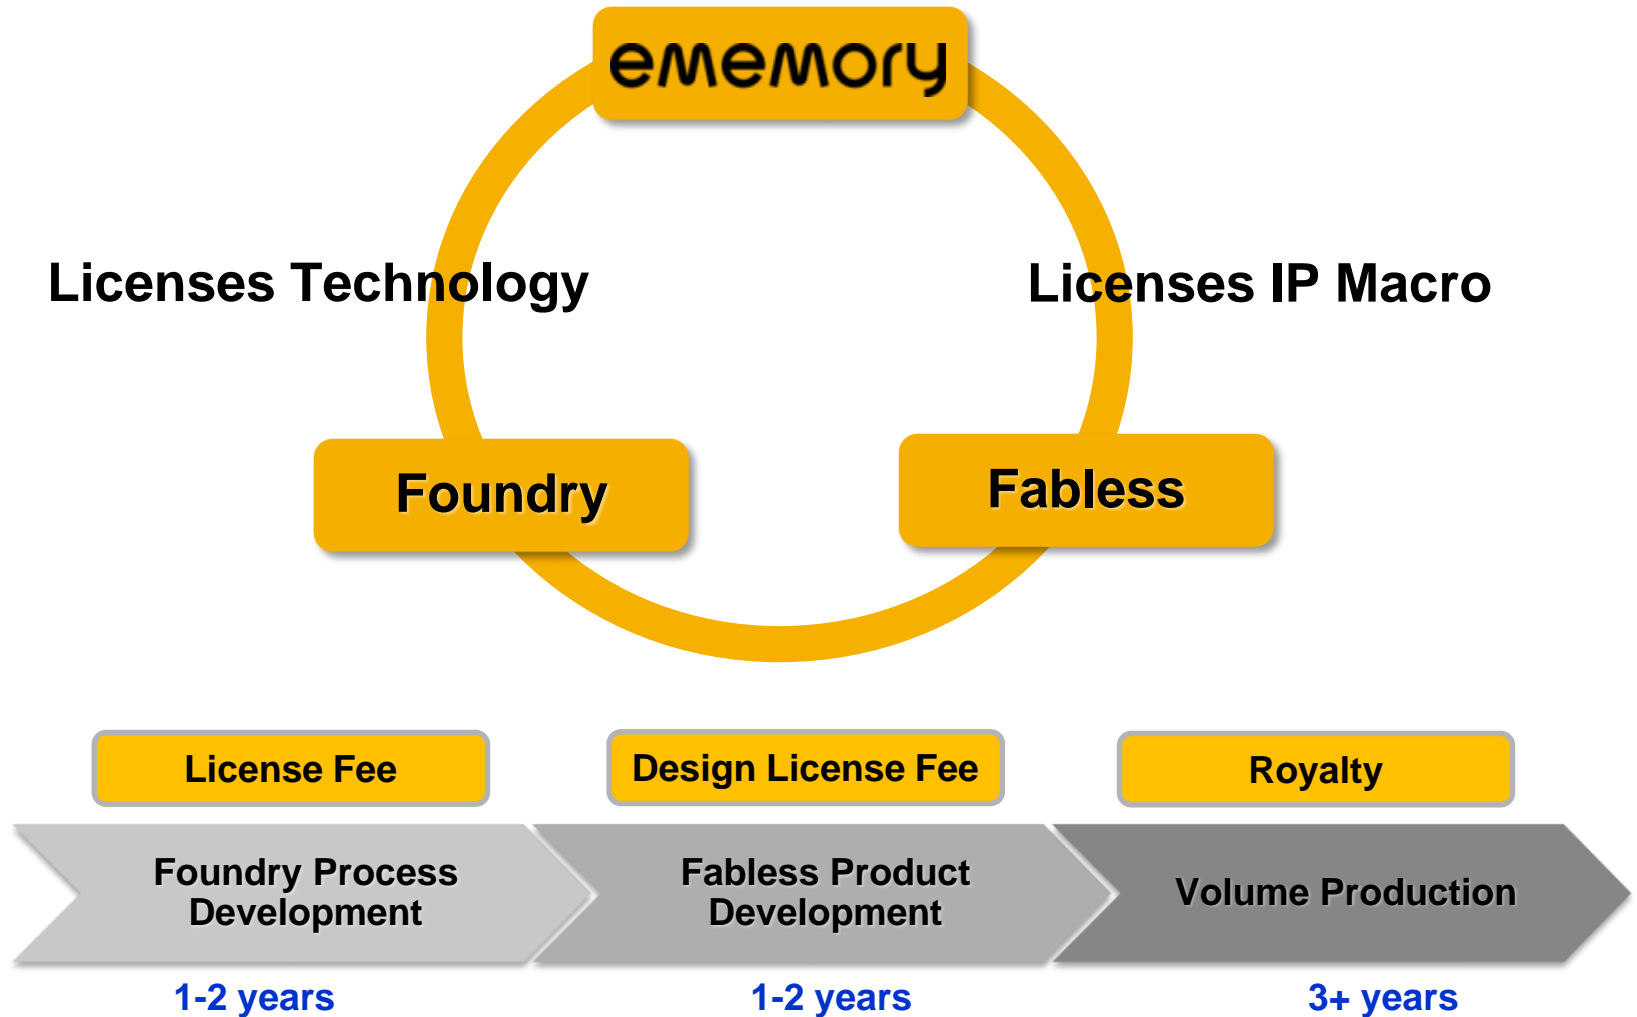 eMeMory
Licenses Technology
Licenses IP Macro
Foundry
Fabless
License Fee
Design License Fee
Royalty
Foundry Process
Development
Fabless Product
Development
Volume Production
1-2 years
1-2 years
3+ years